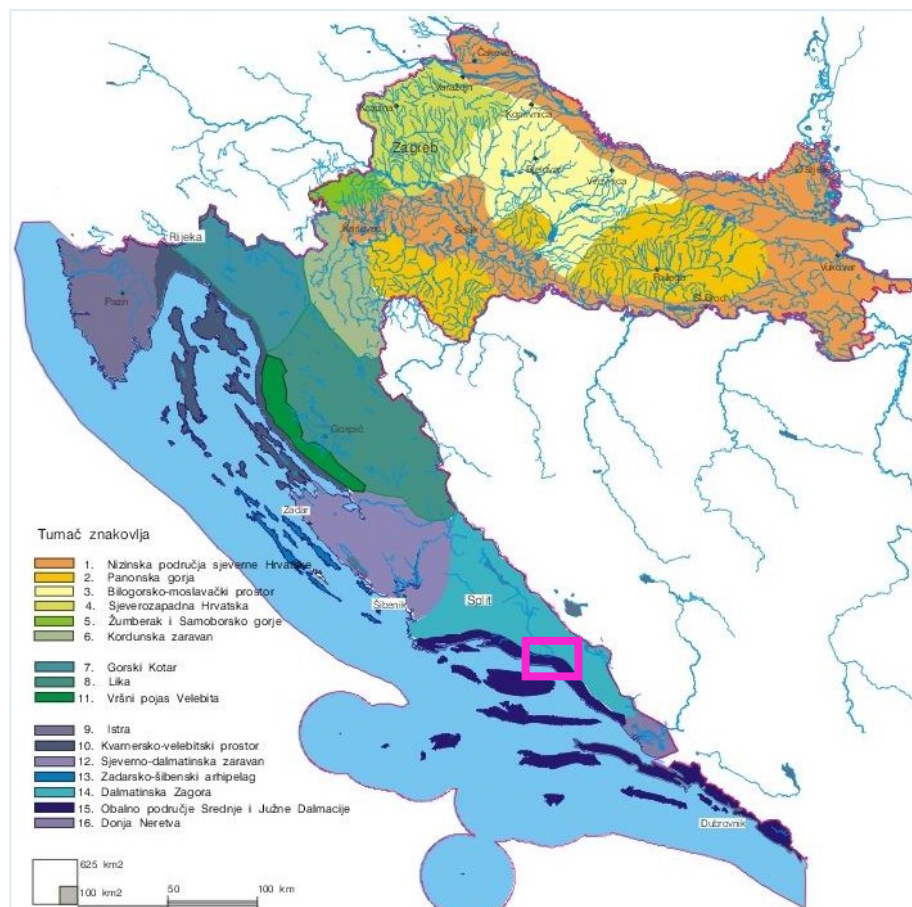 Čakovec
Varaždin
Krapina
Koprivnica
Zagreb
Bjelovar
Virovitica
Osijek
Rijeka
Karlovac
Sisak
Požega
Vukovar
Sl.Brod
Pazin
Gospić
Zadar
Šibenik
Split
Dubrovnik
Tumač znakovlja
1. Nizinska područja sjeverne Hrvatske
2. Panonska gorja
3. Bilogorsko-moslavački prostor
4. Sjeverozapadna Hrvatska
5. Žumberak i Samoborsko gorje
6. Kordunska zaravan
7. Gorski Kotar
8. Lika
11. Vršni pojas Velebita
9. Istra
10. Kvarnersko-velebitski prostor
12. Sjeverno-dalmatinska zaravan
13. Zadarsko-šibenski arhipelag
14. Dalmatinska Zagora
15. Obalno područje Srednje i Južne Dalmacije
16. Donja Neretva
625 km2
100 km2
50
100 km